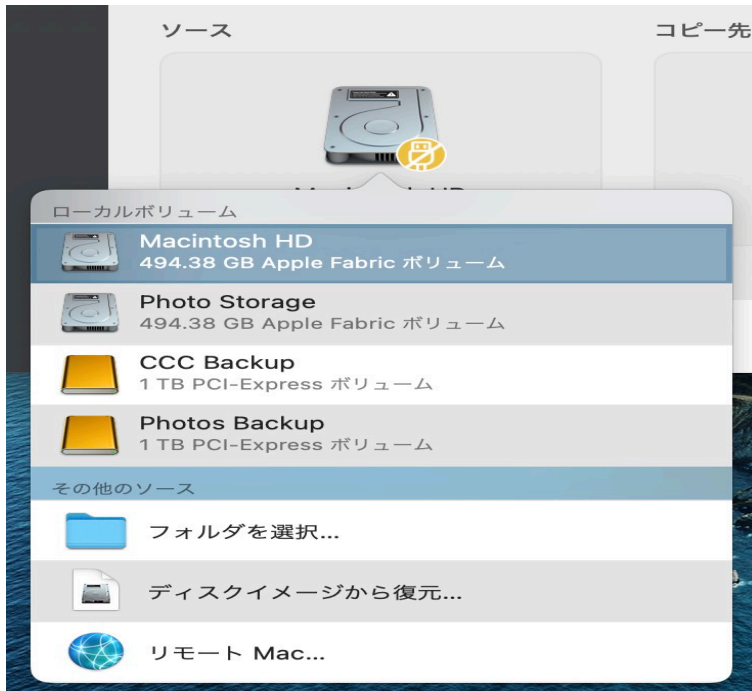 ソース
コピー先
ローカルボリューム
Macintosh HD
494.38 GB Apple Fabric ボリューム
Photo Storage
494.38 GB Apple Fabric ボリューム
CCC Backup
1 TB PCI-Express ボリューム
Photos Backup
1 TB PCI-Express ボリューム
その他のソース
フォルダを選択...
ディスクイメージから復元...
リモート Mac...